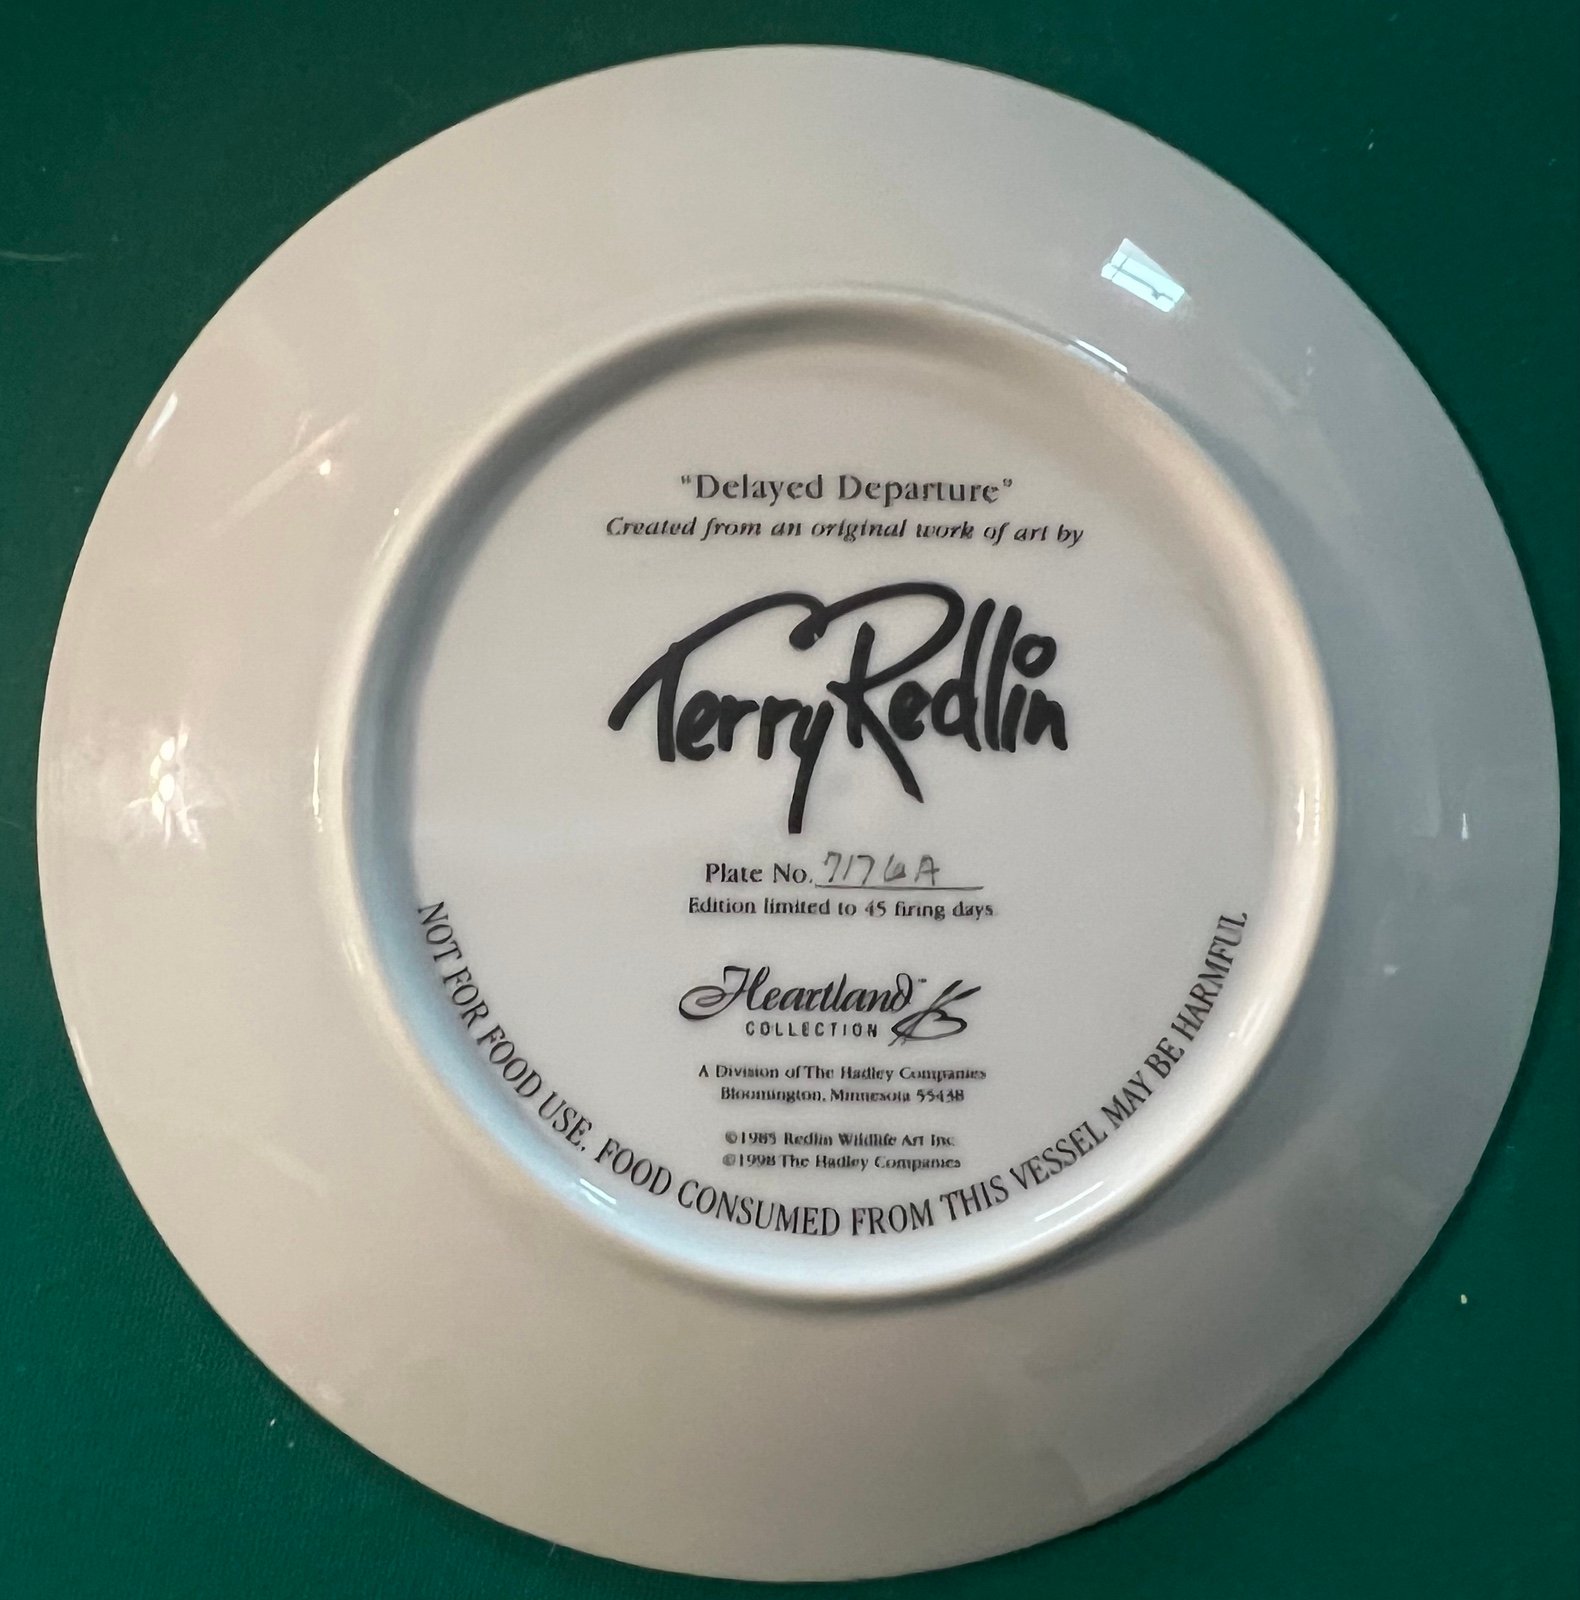 "Delayed Departure"
Created from an original work of art by
Terry Redlin
Plate No. 7176A
Edition limited to 45 firing days
Heartland™
COLLECTION
A Division of The Hadley Companies
Bloomington, Minnesota 55438
©1985 Redlin Wildlife Art Inc.
©1998 The Hadley Companies
NOT FOR FOOD USE. FOOD CONSUMED FROM THIS VESSEL MAY BE HARMFUL